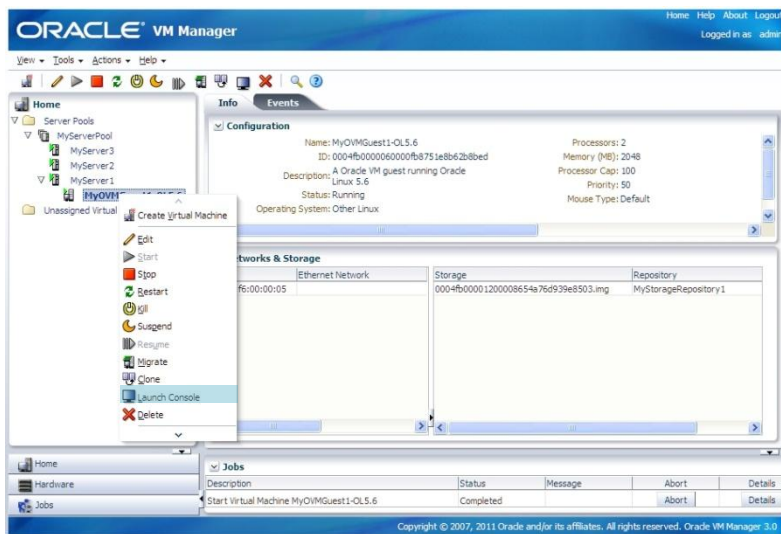 Home Help About Logout
ORACLE VM Manager
Logged in as admin
View Tools Actions Help
Home
Server Pools
MyServerPool
MyServer3
MyServer2
MyServer1
MyOVMGuest1-OL5.6
Unassigned Virtual
Create Virtual Machine
Edit
Start
Stop
Restart
Kill
Suspend
Resume
Migrate
Clone
Launch Console
Delete
Home
Hardware
Jobs
Info Events
Configuration
Name: MyOVMGuest1-OL5.6
ID: 0004fb0000060000fb8751e8b62b8bed
Description: A Oracle VM guest running Oracle
Linux 5.6
Status: Running
Operating System: Other Linux
Processors: 2
Memory (MB): 2048
Processor Cap: 100
Priority: 50
Mouse Type: Default
tworks & Storage
Ethernet Network
f6:00:00:05
Storage Repository
0004fb00001200008654a76d939e8503.img MyStorageRepository1
Jobs
Description Status Message Abort Details
Start Virtual Machine MyOVMGuest1-OL5.6 Completed Abort Details
Copyright © 2007, 2011 Oracle and/or its affiliates. All rights reserved. Oracle VM Manager 3.0